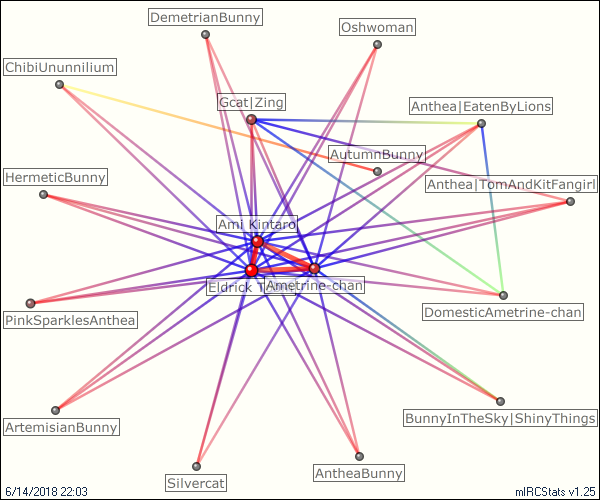 DemetrianBunny
Oshwoman
ChibiUnunnilium
Gcat|Zing
Anthea|EatenByLions
AutumnBunny
HermeticBunny
Anthea|TomAndKitFangirl
Ami Kintaro
Eldrick T
Ametrine-chan
PinkSparklesAnthea
DomesticAmetrine-chan
ArtemisianBunny
BunnyInTheSky|ShinyThings
Silvercat
AntheaBunny
6/14/2018 22:03
mIRCStats v1.25